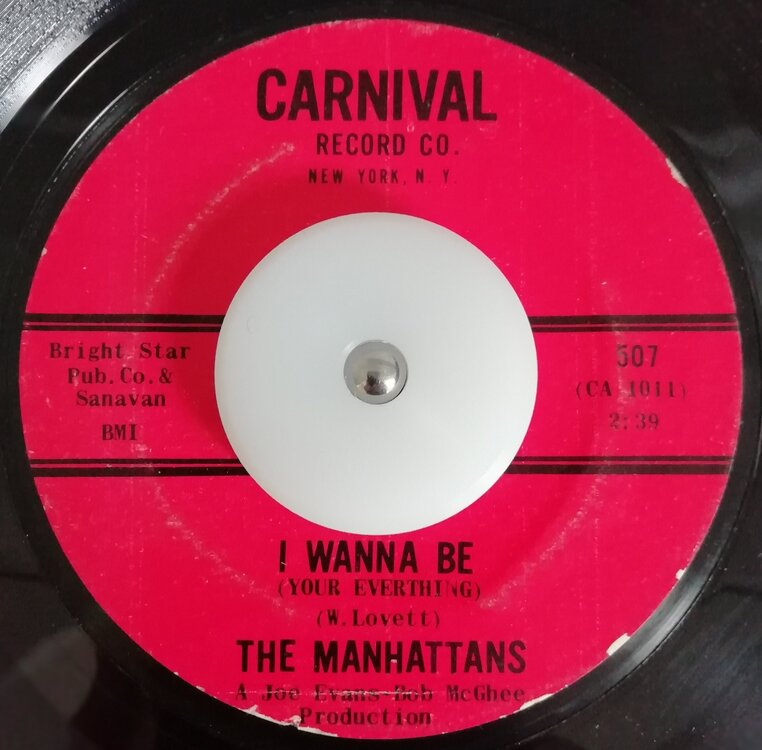 CARNIVAL
RECORD CO.
NEW YORK, N. Y.
Bright Star
Pub. Co. &
Sanavan
BMI
507
(CA 1011)
2:39
I WANNA BE
(YOUR EVERTHING)
(W. Lovett)
THE MANHATTANS
A Joe Evans-Bob McGhee
Production